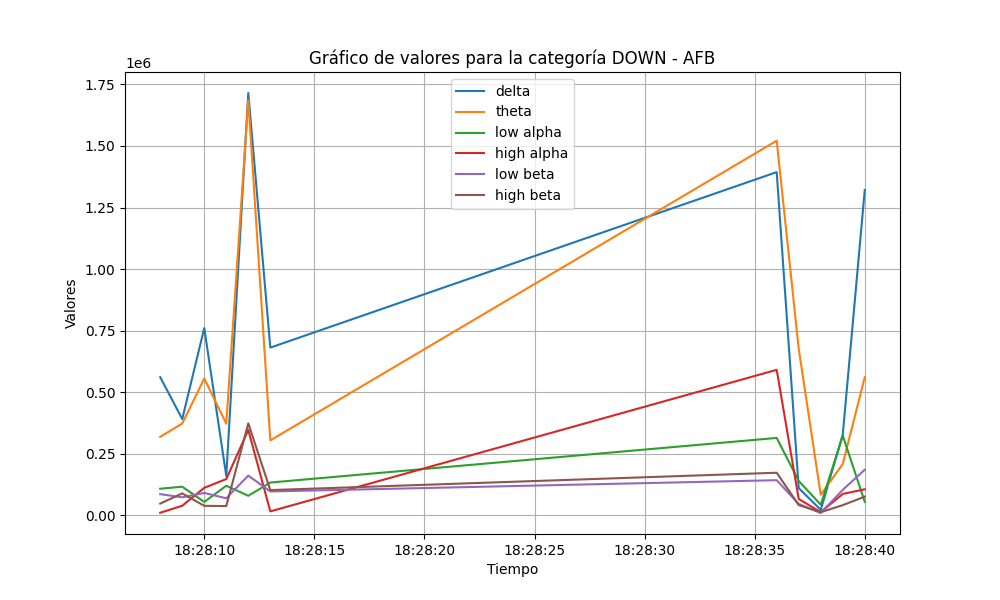 Gráfico de valores para la categoría DOWN - AFB
1e6
1.75
1.50
1.25
1.00
0.75
0.50
0.25
0.00
Valores
delta
theta
low alpha
high alpha
low beta
high beta
18:28:10 18:28:15 18:28:20 18:28:25 18:28:30 18:28:35 18:28:40
Tiempo